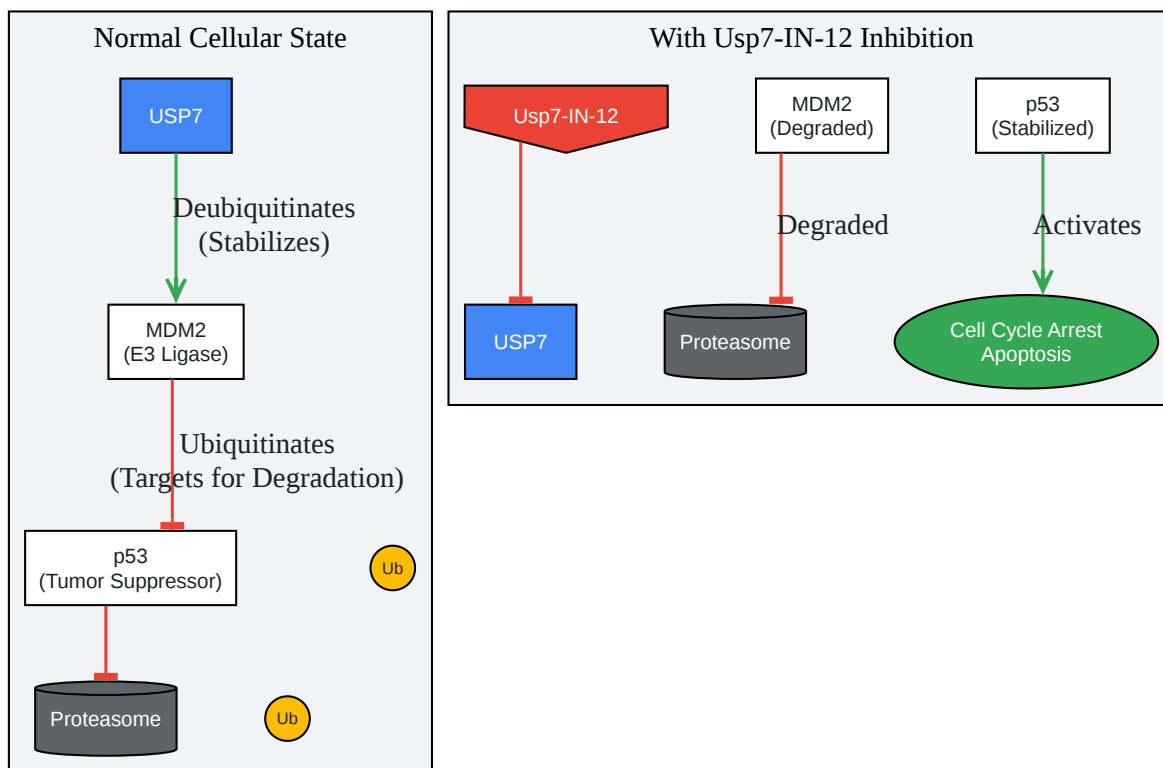 Normal Cellular State
USP7
Deubiquitinates
(Stabilizes)
MDM2
(E3 Ligase)
Ubiquitinates
(Targets for Degradation)
p53
(Tumor Suppressor)
Ub
Proteasome
Ub
With Usp7-IN-12 Inhibition
Usp7-IN-12
MDM2
(Degraded)
p53
(Stabilized)
Degraded
Activates
USP7
Proteasome
Cell Cycle Arrest
Apoptosis